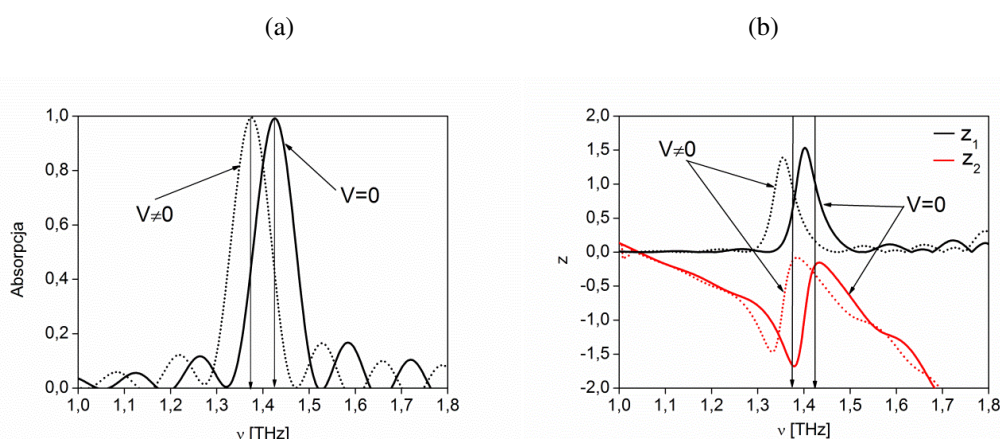 (a)
(b)
1,0
0,8
0,6
0,4
0,2
0,0
Absorpcja
V≠0
V=0
1,0 1,1 1,2 1,3 1,4 1,5 1,6 1,7 1,8
ν [THz]
2,0
1,5
1,0
0,5
0,0
-0,5
-1,0
-1,5
-2,0
z
V≠0
z1
z2
V=0
1,0 1,1 1,2 1,3 1,4 1,5 1,6 1,7 1,8
ν [THz]